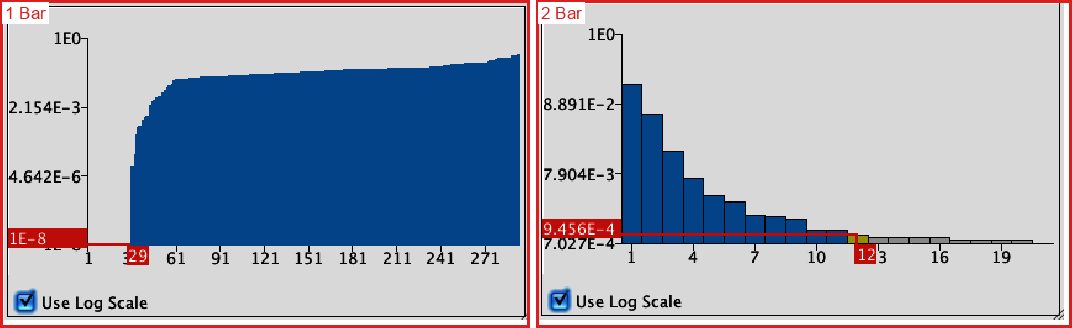 1 Bar
1E0
2.154E-3
4.642E-6
1E-8
1 29 61 91 121 151 181 211 241 271
Use Log Scale
2 Bar
1E0
8.891E-2
7.904E-3
9.456E-4
7.027E-4
1 4 7 10 12 3 16 19
Use Log Scale